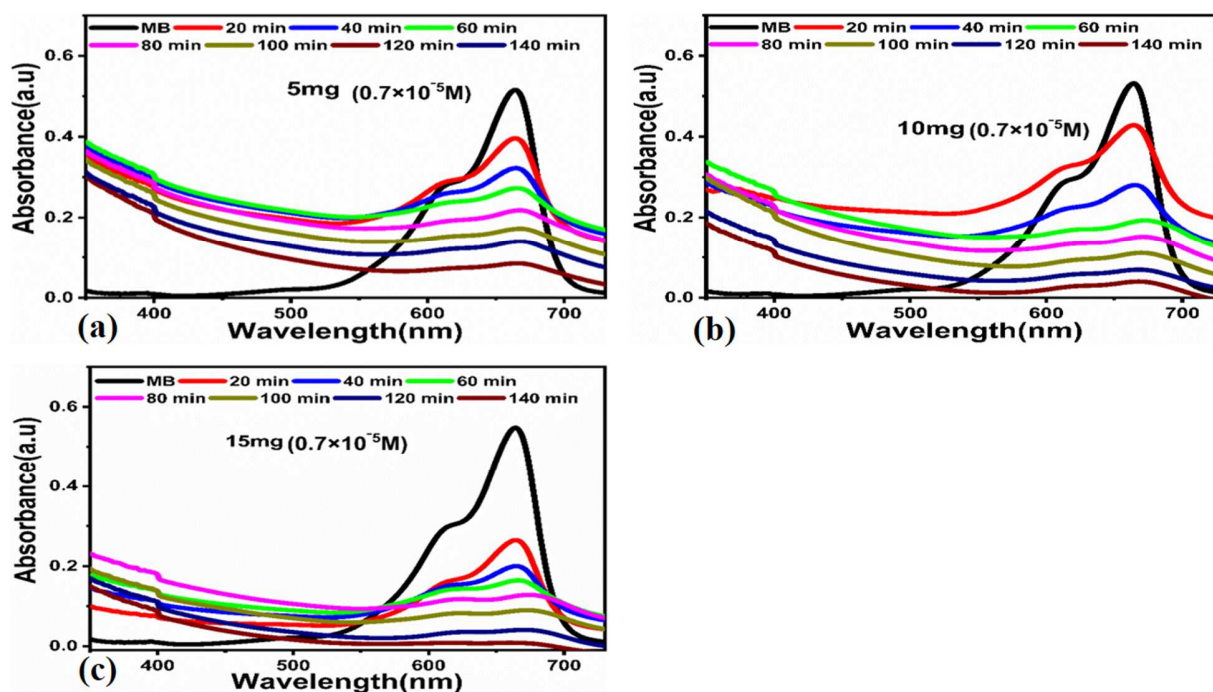 MB 20 min 40 min 60 min
80 min 100 min 120 min 140 min
5mg (0.7×10⁻⁵M)
Absorbance(a.u)
0.6
0.4
0.2
0.0
400 500 600 700
Wavelength(nm)
(a)
MB 20 min 40 min 60 min
80 min 100 min 120 min 140 min
10mg (0.7×10⁻⁵M)
Absorbance(a.u)
0.6
0.4
0.2
0.0
400 500 600 700
Wavelength(nm)
(b)
MB 20 min 40 min 60 min
80 min 100 min 120 min 140 min
15mg (0.7×10⁻⁵M)
Absorbance(a.u)
0.6
0.4
0.2
0.0
400 500 600 700
Wavelength(nm)
(c)